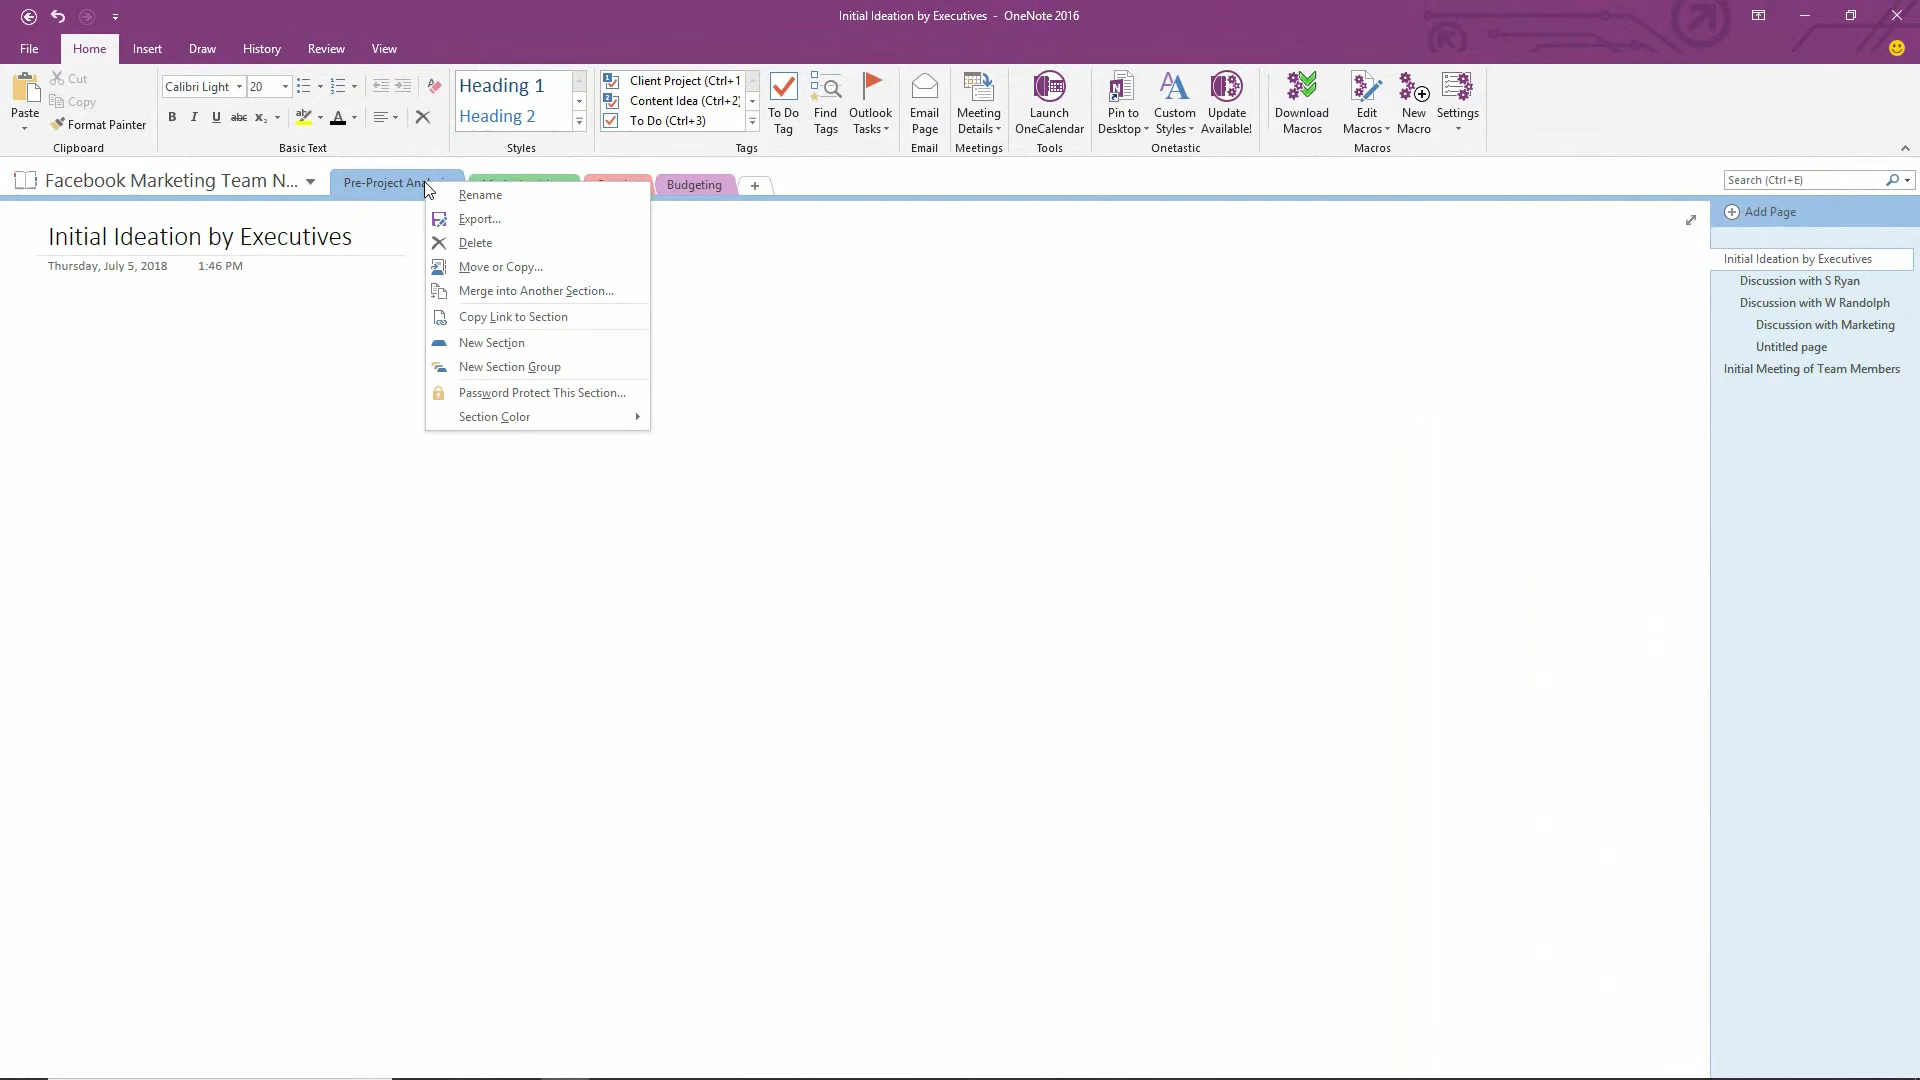 Initial Ideation by Executives - OneNote 2016
File Home Insert Draw History Review View
Cut
Copy
Paste
Format Painter
Clipboard
Calibri Light 20
B I U abc x₂ A
Basic Text
Heading 1
Heading 2
Styles
Client Project (Ctrl+1
Content Idea (Ctrl+2)
To Do (Ctrl+3)
To Do
Tag
Find
Tags
Outlook
Tasks
Tags
Email
Page
Email
Meeting
Details
Meetings
Launch
OneCalendar
Tools
Pin to
Desktop
Custom
Styles
Update
Available!
Onetastic
Download
Macros
Edit
Macros
New
Macro
Settings
Macros
Facebook Marketing Team N...
Pre-Project
Budgeting
Search (Ctrl+E)
Rename
Export...
Delete
Move or Copy...
Merge into Another Section...
Copy Link to Section
New Section
New Section Group
Password Protect This Section...
Section Color
Initial Ideation by Executives
Thursday, July 5, 2018 1:46 PM
Add Page
Initial Ideation by Executives
Discussion with S Ryan
Discussion with W Randolph
Discussion with Marketing
Untitled page
Initial Meeting of Team Members